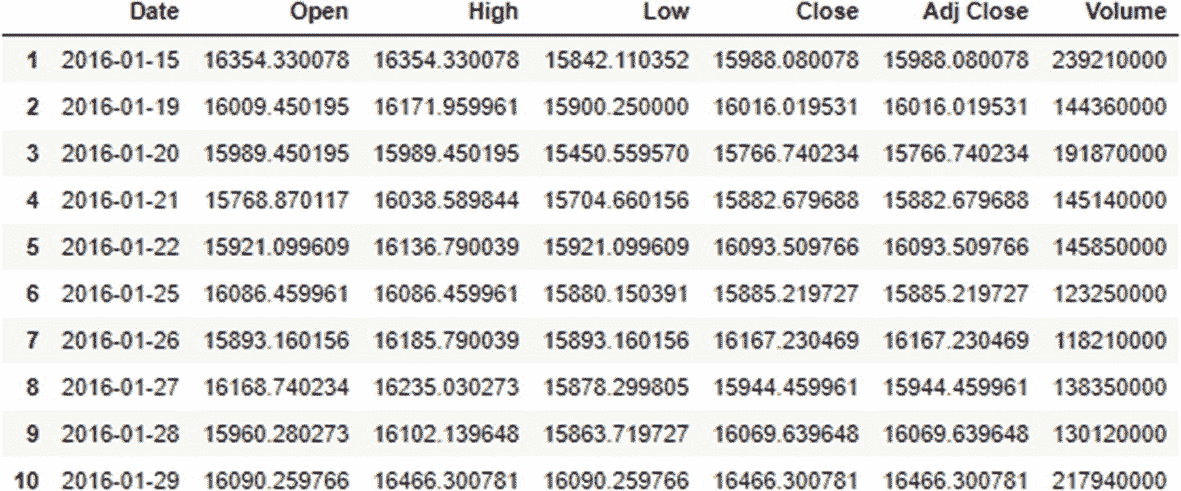 Date Open High Low Close Adj Close Volume
1 2016-01-15 16354.330078 16354.330078 15842.110352 15988.080078 15988.080078 239210000
2 2016-01-19 16009.450195 16171.959961 15900.250000 16016.019531 16016.019531 144360000
3 2016-01-20 15989.450195 15989.450195 15450.559570 15766.740234 15766.740234 191870000
4 2016-01-21 15768.870117 16038.589844 15704.660156 15882.679688 15882.679688 145140000
5 2016-01-22 15921.099609 16136.790039 15921.099609 16093.509766 16093.509766 145850000
6 2016-01-25 16086.459961 16086.459961 15880.150391 15885.219727 15885.219727 123250000
7 2016-01-26 15893.160156 16185.790039 15893.160156 16167.230469 16167.230469 118210000
8 2016-01-27 16168.740234 16235.030273 15878.299805 15944.459961 15944.459961 138350000
9 2016-01-28 15960.280273 16102.139648 15863.719727 16069.639648 16069.639648 130120000
10 2016-01-29 16090.259766 16466.300781 16090.259766 16466.300781 16466.300781 217940000